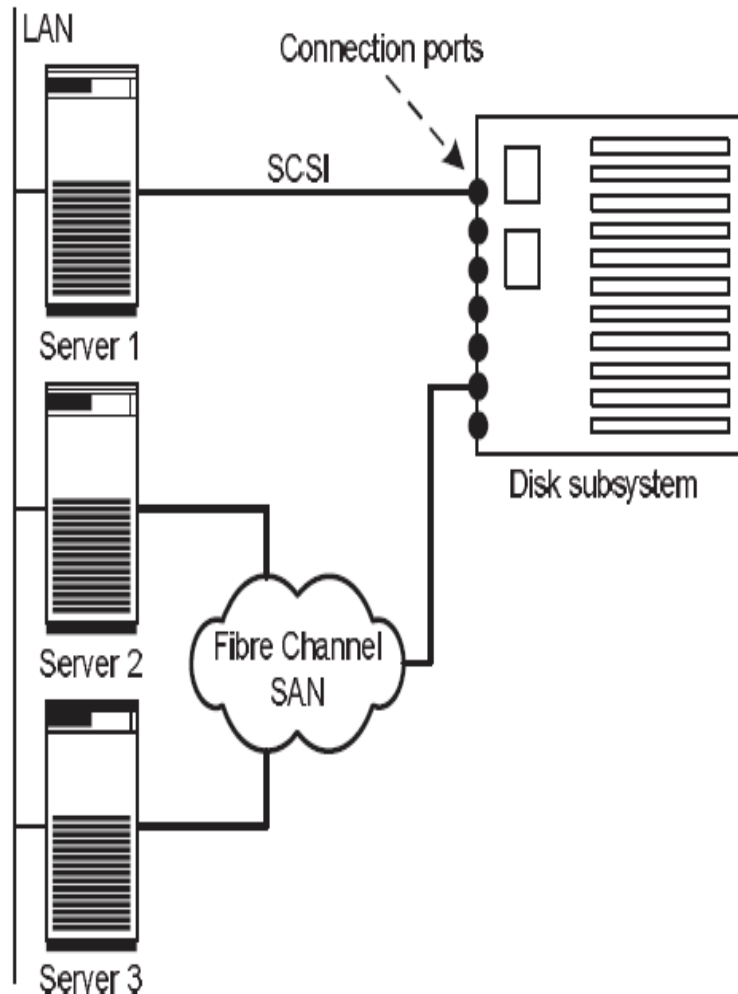 LAN
Connection ports
SCSI
Server 1
Disk subsystem
Server 2
Fibre Channel
SAN
Server 3